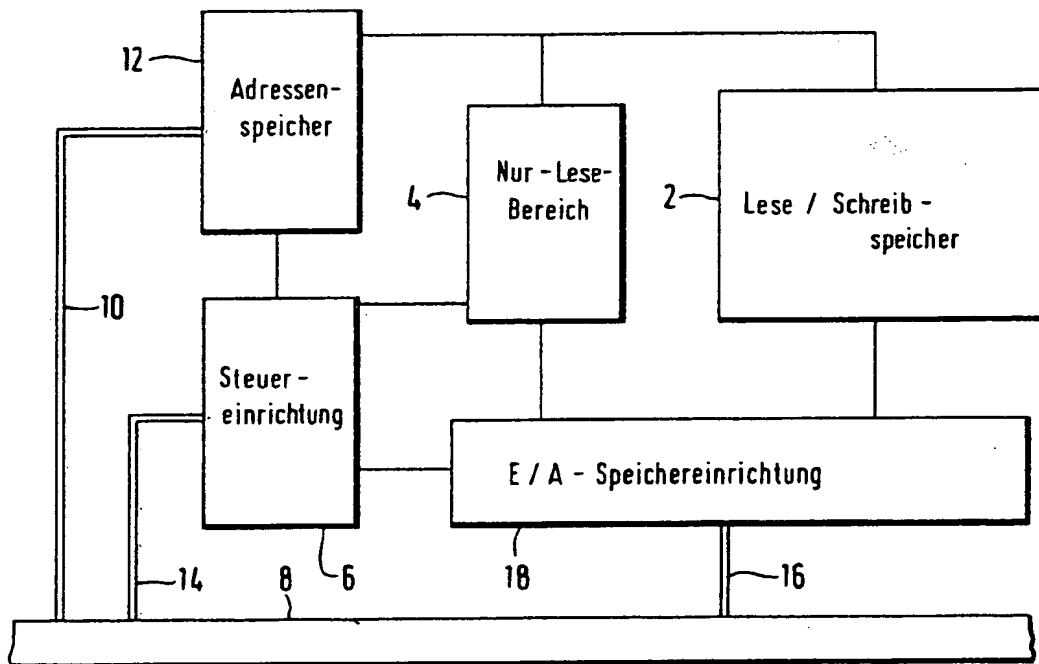 12
Adressen-
speicher
Nur-Lese-
Bereich
4
2
Lese / Schreib-
speicher
10
Steuer-
einrichtung
E / A - Speichereinrichtung
14
8
6
18
16